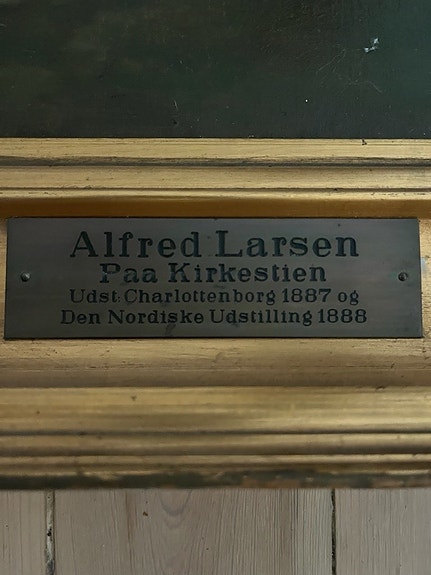 Alfred Larsen
Paa Kirkestien
Udst: Charlottenborg 1887 og
Den Nordiske Udstilling 1888